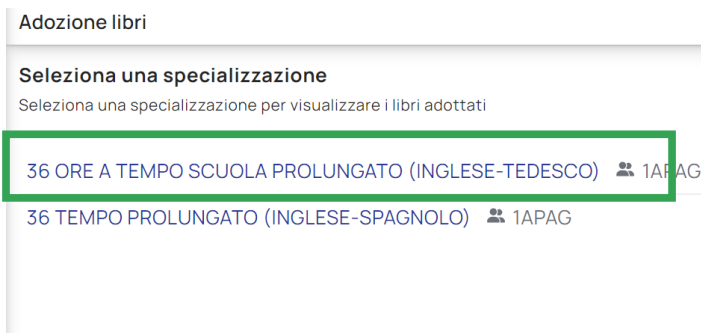 Adozione libri
Seleziona una specializzazione
Seleziona una specializzazione per visualizzare i libri adottati
36 ORE A TEMPO SCUOLA PROLUNGATO (INGLESE-TEDESCO) 1APAG
36 TEMPO PROLUNGATO (INGLESE-SPAGNOLO) 1APAG